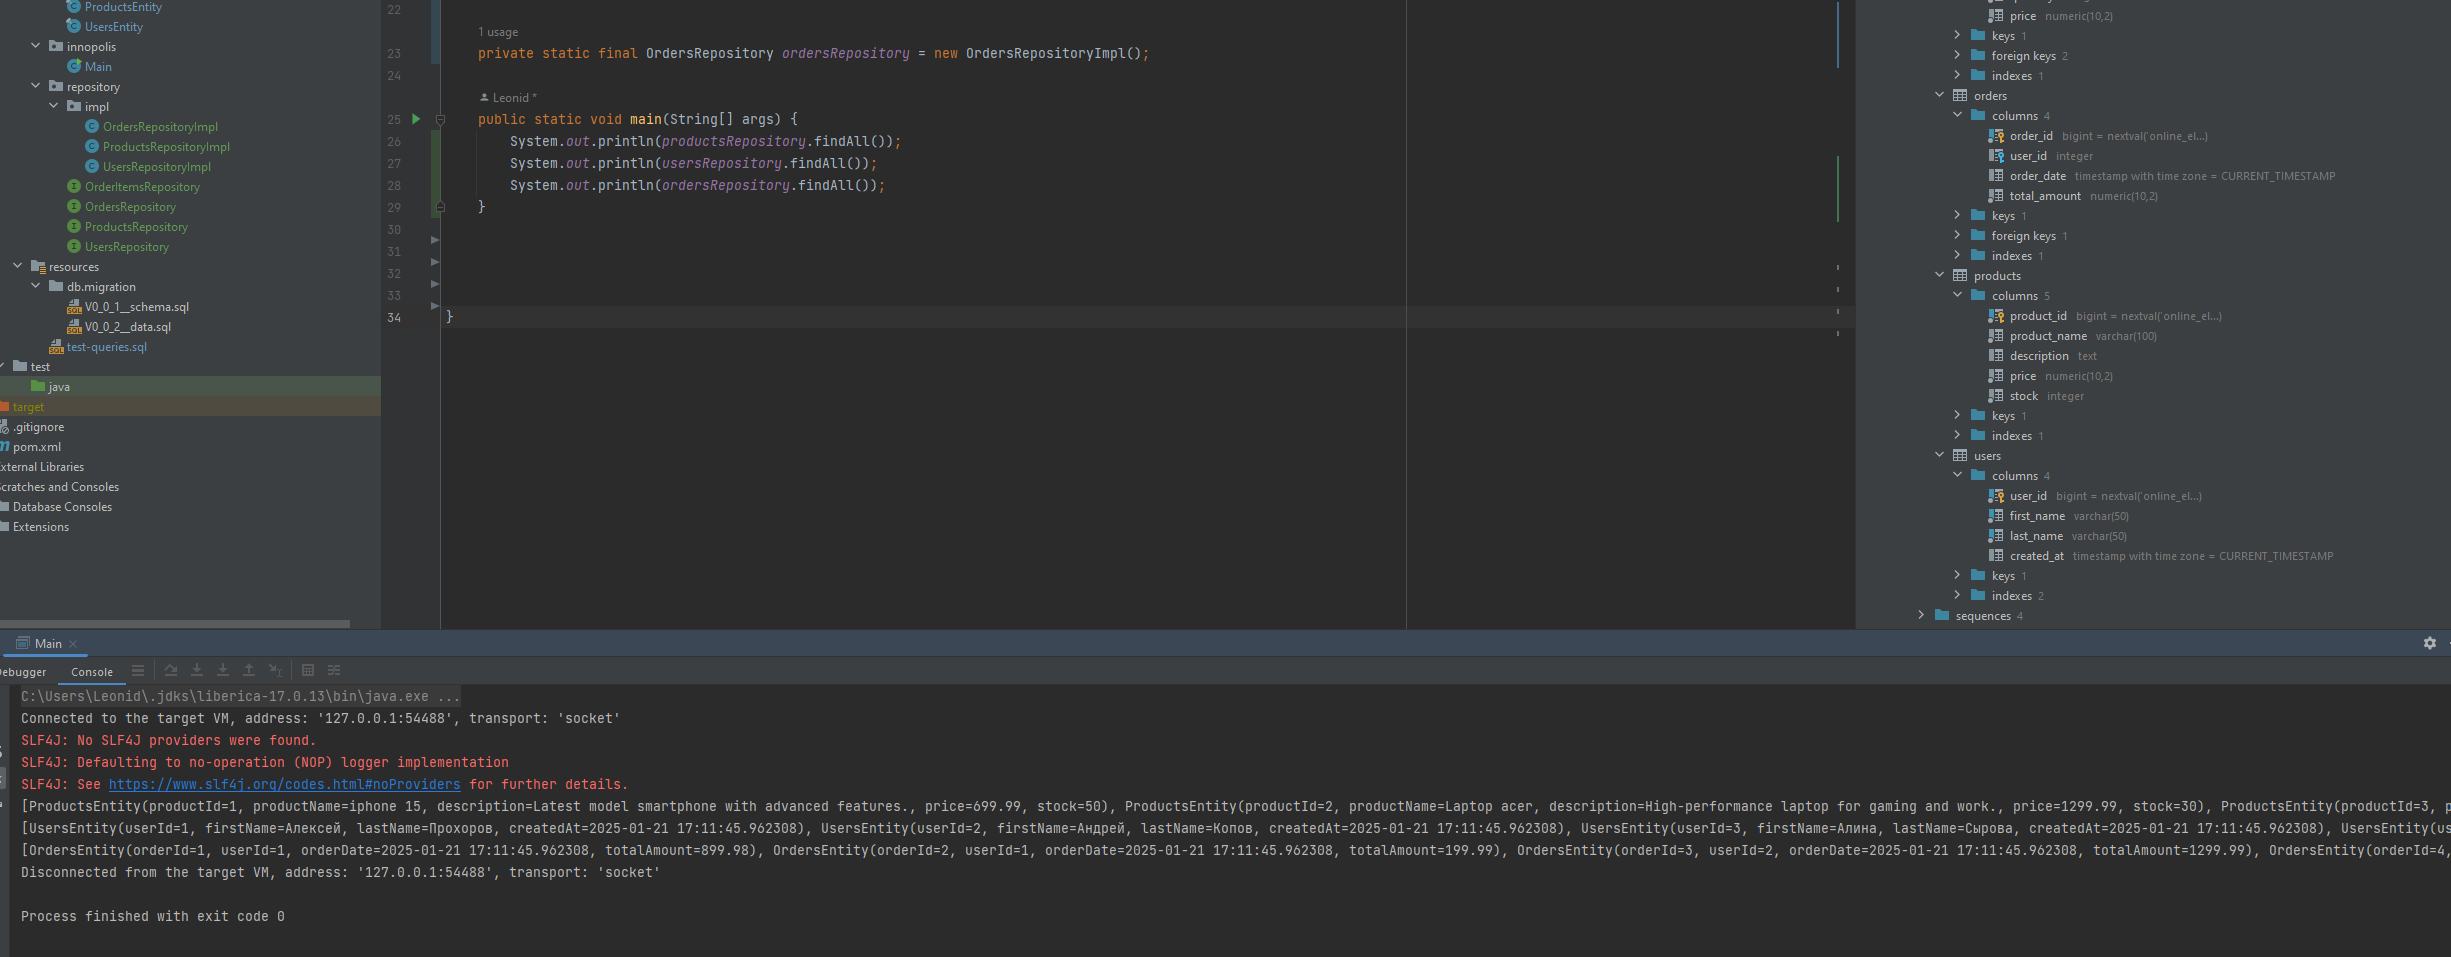 ProductsEntity
UsersEntity
innopolis
Main
repository
impl
OrdersRepositoryImpl
ProductsRepositoryImpl
UsersRepositoryImpl
OrderItemsRepository
OrdersRepository
ProductsRepository
UsersRepository
resources
db.migration
V0_0_1__schema.sql
V0_0_2__data.sql
test-queries.sql
test
java
target
.gitignore
pom.xml
xternal Libraries
cratches and Consoles
Database Consoles
Extensions
22
1 usage
23 private static final OrdersRepository ordersRepository = new OrdersRepositoryImpl();
24
Leonid *
25 public static void main(String[] args) {
26 System.out.println(productsRepository.findAll());
27 System.out.println(usersRepository.findAll());
28 System.out.println(ordersRepository.findAll());
29 }
30
31
32
33
34 }
price numeric(10,2)
keys 1
foreign keys 2
indexes 1
orders
columns 4
order_id bigint = nextval('online_el...)
user_id integer
order_date timestamp with time zone = CURRENT_TIMESTAMP
total_amount numeric(10,2)
keys 1
foreign keys 1
indexes 1
products
columns 5
product_id bigint = nextval('online_el...)
product_name varchar(100)
description text
price numeric(10,2)
stock integer
keys 1
indexes 1
users
columns 4
user_id bigint = nextval('online_el...)
first_name varchar(50)
last_name varchar(50)
created_at timestamp with time zone = CURRENT_TIMESTAMP
keys 1
indexes 2
sequences 4
Main
ebugger Console
C:\Users\Leonid\.jdks\liberica-17.0.13\bin\java.exe ...
Connected to the target VM, address: '127.0.0.1:54488', transport: 'socket'
SLF4J: No SLF4J providers were found.
SLF4J: Defaulting to no-operation (NOP) logger implementation
SLF4J: See https://www.slf4j.org/codes.html#noProviders for further details.
[ProductsEntity(productId=1, productName=iphone 15, description=Latest model smartphone with advanced features., price=699.99, stock=50), ProductsEntity(productId=2, productName=Laptop acer, description=High-performance laptop for gaming and work., price=1299.99, stock=30), ProductsEntity(productId=3, p
[UsersEntity(userId=1, firstName=Алексей, lastName=Прохоров, createdAt=2025-01-21 17:11:45.962308), UsersEntity(userId=2, firstName=Андрей, lastName=Копов, createdAt=2025-01-21 17:11:45.962308), UsersEntity(userId=3, firstName=Алина, lastName=Сырова, createdAt=2025-01-21 17:11:45.962308), UsersEntity(us
[OrdersEntity(orderId=1, userId=1, orderDate=2025-01-21 17:11:45.962308, totalAmount=899.98), OrdersEntity(orderId=2, userId=1, orderDate=2025-01-21 17:11:45.962308, totalAmount=199.99), OrdersEntity(orderId=3, userId=2, orderDate=2025-01-21 17:11:45.962308, totalAmount=1299.99), OrdersEntity(orderId=4,
Disconnected from the target VM, address: '127.0.0.1:54488', transport: 'socket'
Process finished with exit code 0